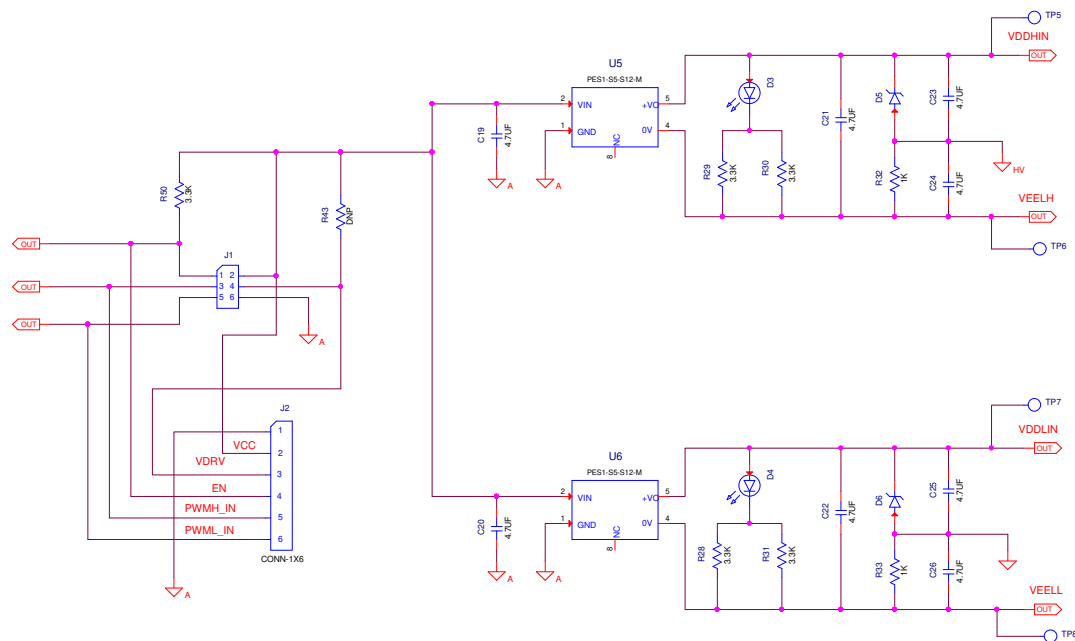 TP5
VDDHIN
OUT
U5
PES1-S5-S12-M
2
VIN
+VO
5
1
GND
0V
4
NC
8
C19
4.7UF
A
A
D3
R29
3.3K
R30
3.3K
C21
4.7UF
D5
R32
1K
C23
4.7UF
C24
4.7UF
HV
VEELH
OUT
TP6
R50
3.3K
R43
DNP
OUT
OUT
OUT
J1
1 2
3 4
5 6
A
J2
1
VCC
2
VDRV
3
EN
4
PWMH_IN
5
PWML_IN
6
CONN-1X6
A
TP7
VDDLIN
OUT
U6
PES1-S5-S12-M
2
VIN
+VO
5
1
GND
0V
4
NC
8
C20
4.7UF
A
A
D4
R28
3.3K
R31
3.3K
C22
4.7UF
D6
R33
1K
C25
4.7UF
C26
4.7UF
VEELL
OUT
TP8